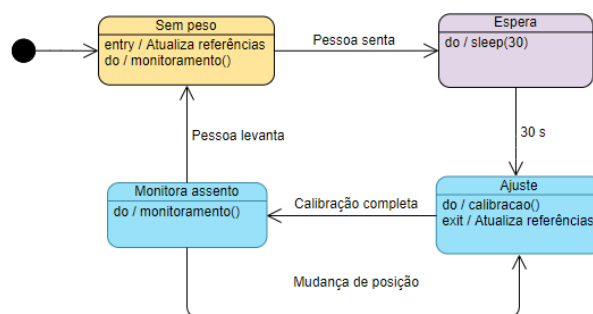 Sem peso
entry / Atualiza referências
do / monitoramento()
Pessoa senta
Espera
do / sleep(30)
30 s
Pessoa levanta
Monitora assento
do / monitoramento()
Calibração completa
Ajuste
do / calibracao()
exit / Atualiza referências
Mudança de posição